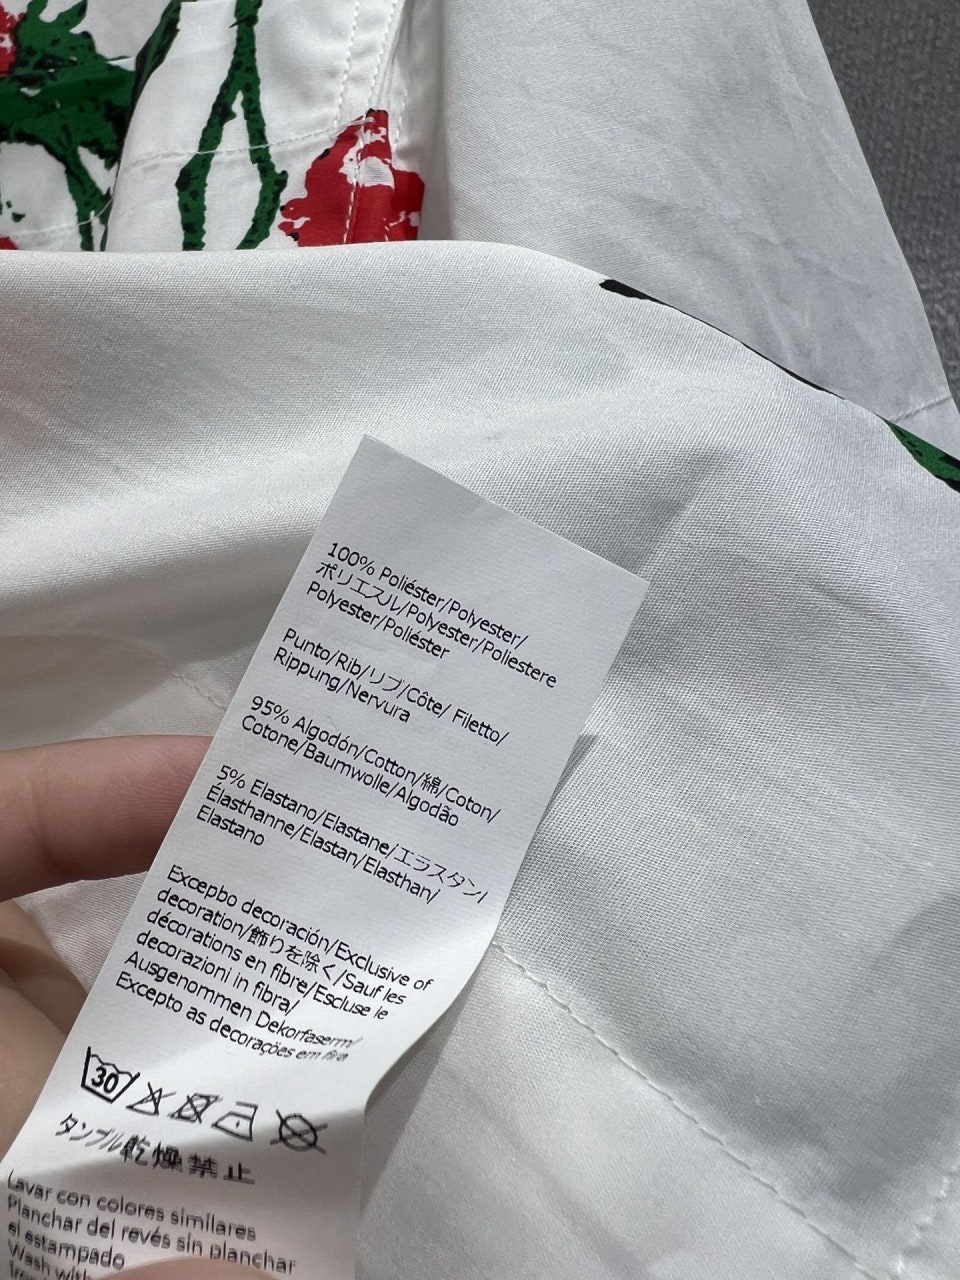 100% Poliéster/Polyester/
ポリエスル/Polyester/Poliestere
Polyester/Poliéster
Punto/Rib/リブ/Côte/ Filetto/
Rippung/Nervura
95% Algodón/Cotton/綿/Coton/
Cotone/Baumwolle/Algodão
5% Elastano/Elastane/エラスタン/
Élasthanne/Elastan/Elasthan/
Elastano
Excepbo decoración/Exclusive of
decoration/飾りを除く/Sauf les
décorations en fibre/Escluse le
decorazioni in fibra/
Ausgenommen Dekorfasern/
Excepto as decorações em fibra
30
タンブル乾燥禁止
Lavar con colores similares
Planchar del revés sin planchar
el estampado
Wash with